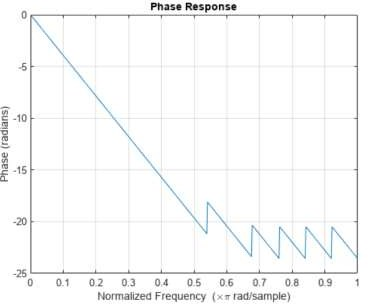 Phase Response
0
-5
-10
-15
-20
-25
Phase (radians)
0 0.1 0.2 0.3 0.4 0.5 0.6 0.7 0.8 0.9 1
Normalized Frequency (×π rad/sample)